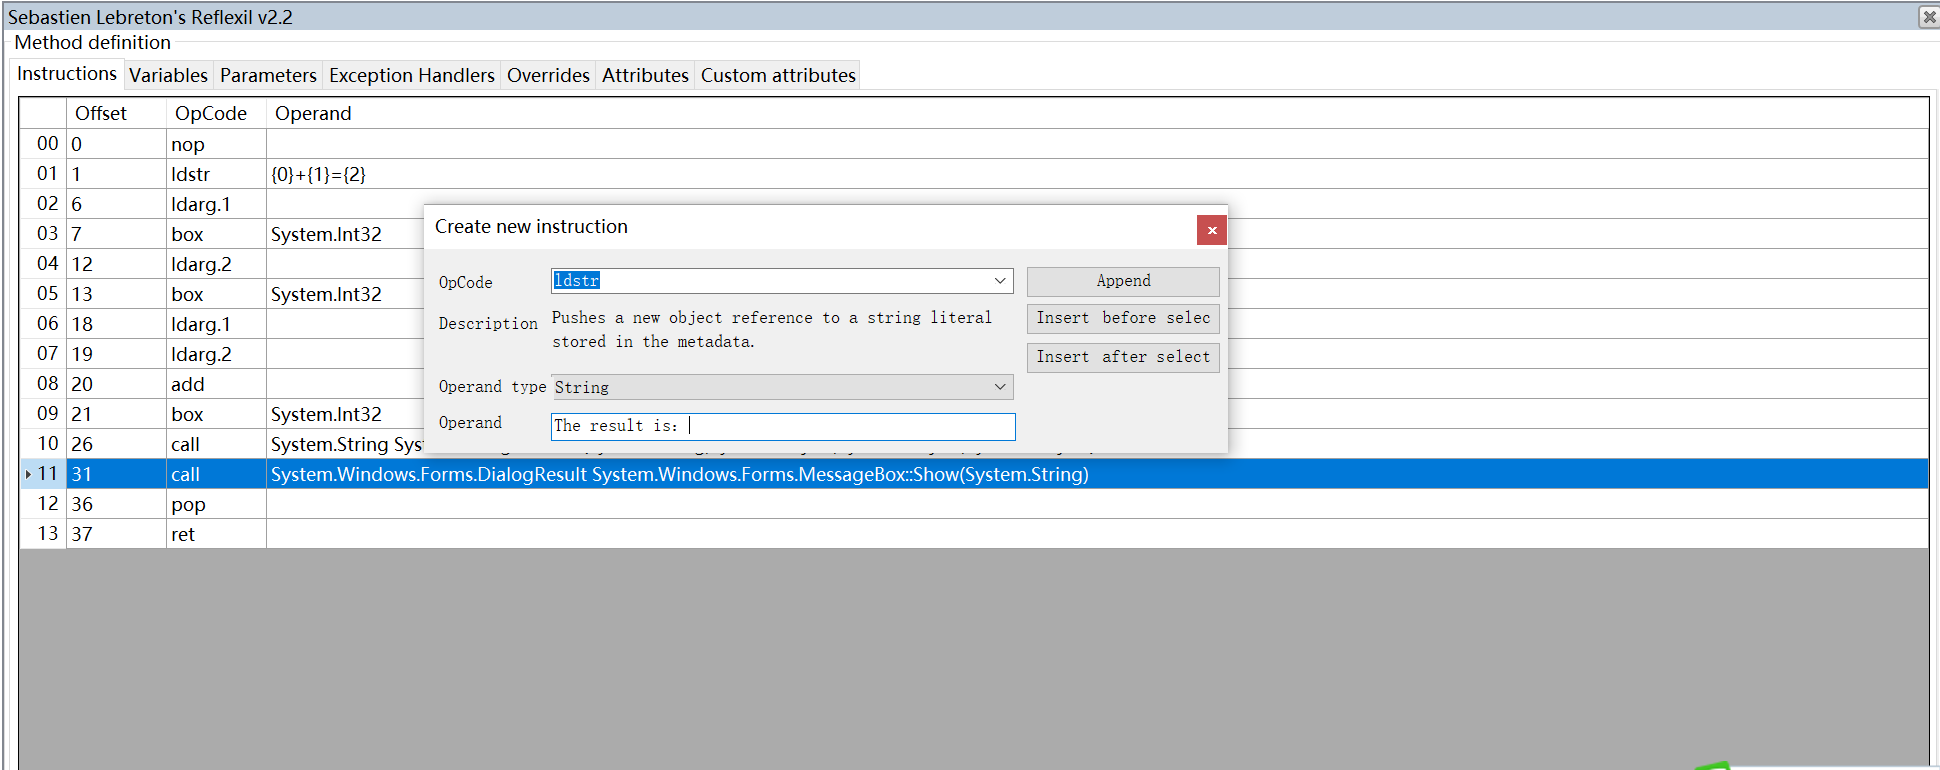 Sebastien Lebreton's Reflexil v2.2
Method definition
Instructions Variables Parameters Exception Handlers Overrides Attributes Custom attributes
Offset OpCode Operand
00 0 nop
01 1 ldstr {0}+{1}={2}
02 6 ldarg.1
03 7 box System.Int32
04 12 ldarg.2
05 13 box System.Int32
06 18 ldarg.1
07 19 ldarg.2
08 20 add
09 21 box System.Int32
10 26 call System.String Sys
11 31 call System.Windows.Forms.DialogResult System.Windows.Forms.MessageBox::Show(System.String)
12 36 pop
13 37 ret
Create new instruction
OpCode ldstr Append
Description Pushes a new object reference to a string literal
stored in the metadata.
Insert before selec
Insert after select
Operand type String
Operand The result is: